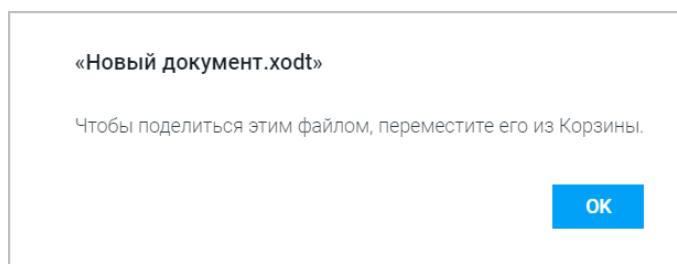 «Новый документ.xodt»
Чтобы поделиться этим файлом, переместите его из Корзины.
OK